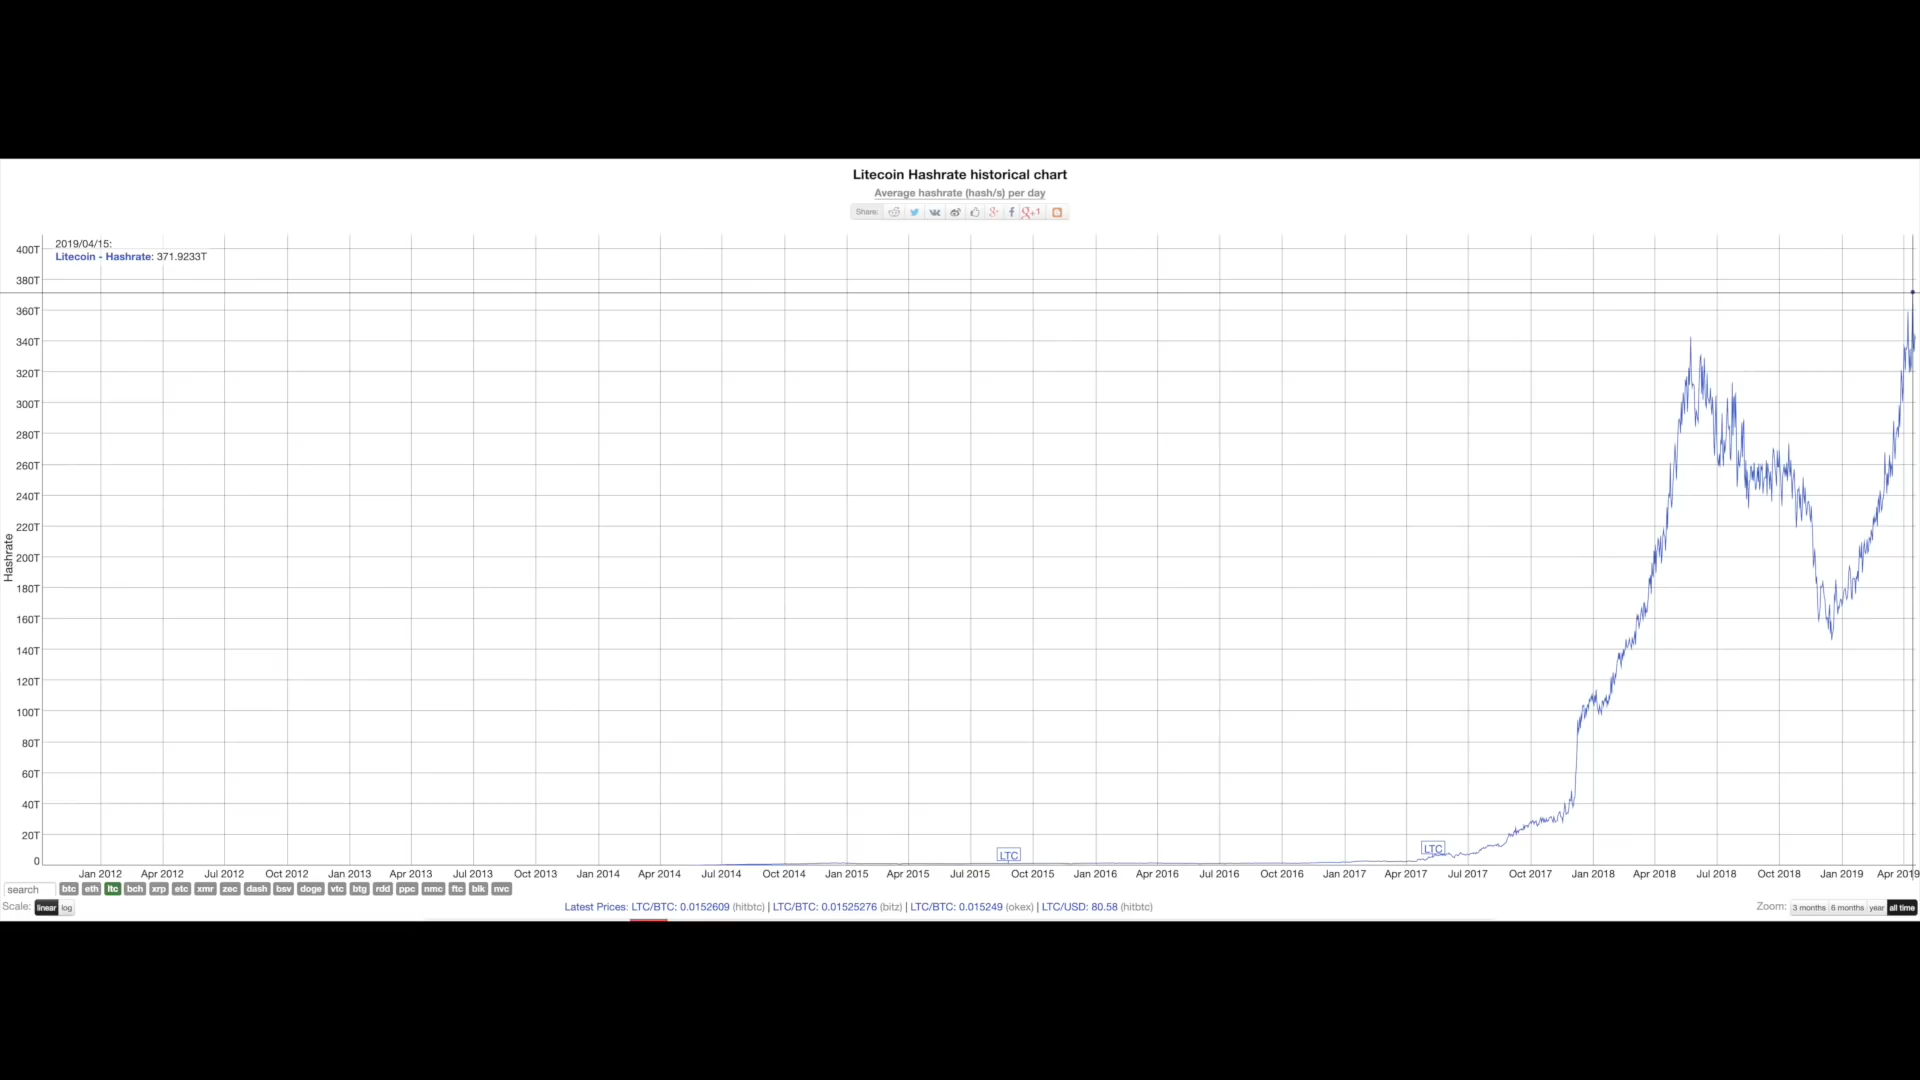 Litecoin Hashrate historical chart
Average hashrate (hash/s) per day
Share: +1
2019/04/15:
Litecoin - Hashrate: 371.9233T
400T
380T
360T
340T
320T
300T
280T
260T
240T
220T
200T
180T
160T
140T
120T
100T
80T
60T
40T
20T
0
Hashrate
LTC
LTC
Jan 2012 Apr 2012 Jul 2012 Oct 2012 Jan 2013 Apr 2013 Jul 2013 Oct 2013 Jan 2014 Apr 2014 Jul 2014 Oct 2014 Jan 2015 Apr 2015 Jul 2015 Oct 2015 Jan 2016 Apr 2016 Jul 2016 Oct 2016 Jan 2017 Apr 2017 Jul 2017 Oct 2017 Jan 2018 Apr 2018 Jul 2018 Oct 2018 Jan 2019 Apr 2019
search btc eth ltc bch xrp etc xmr zec dash bsv doge vtc btg rdd ppc nmc ftc blk nvc
Scale: linear log
Latest Prices: LTC/BTC: 0.0152609 (hitbtc) | LTC/BTC: 0.01525276 (bitz) | LTC/BTC: 0.015249 (okex) | LTC/USD: 80.58 (hitbtc)
Zoom: 3 months 6 months year all time